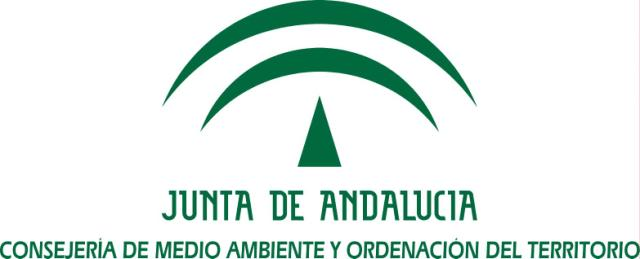 JUNTA DE ANDALUCIA
CONSEJERÍA DE MEDIO AMBIENTE Y ORDENACIÓN DEL TERRITORIO